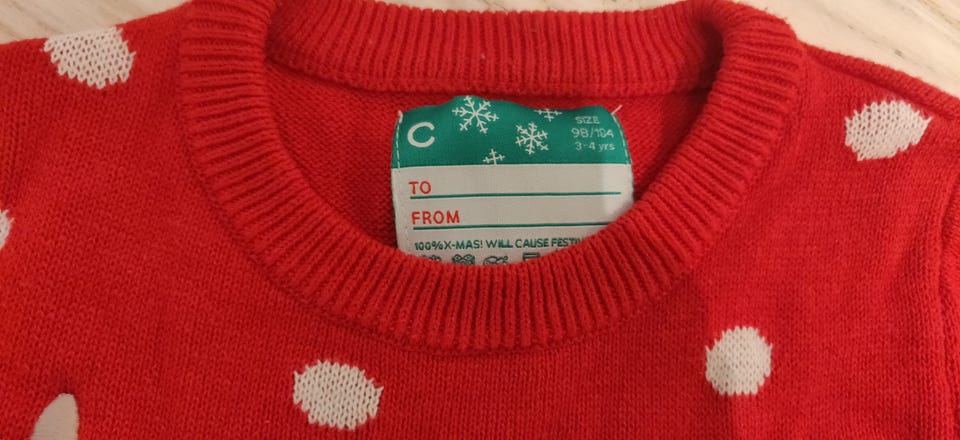 C
SIZE
98/104
3-4 yrs
TO
FROM
100% X-MAS! WILL CAUSE